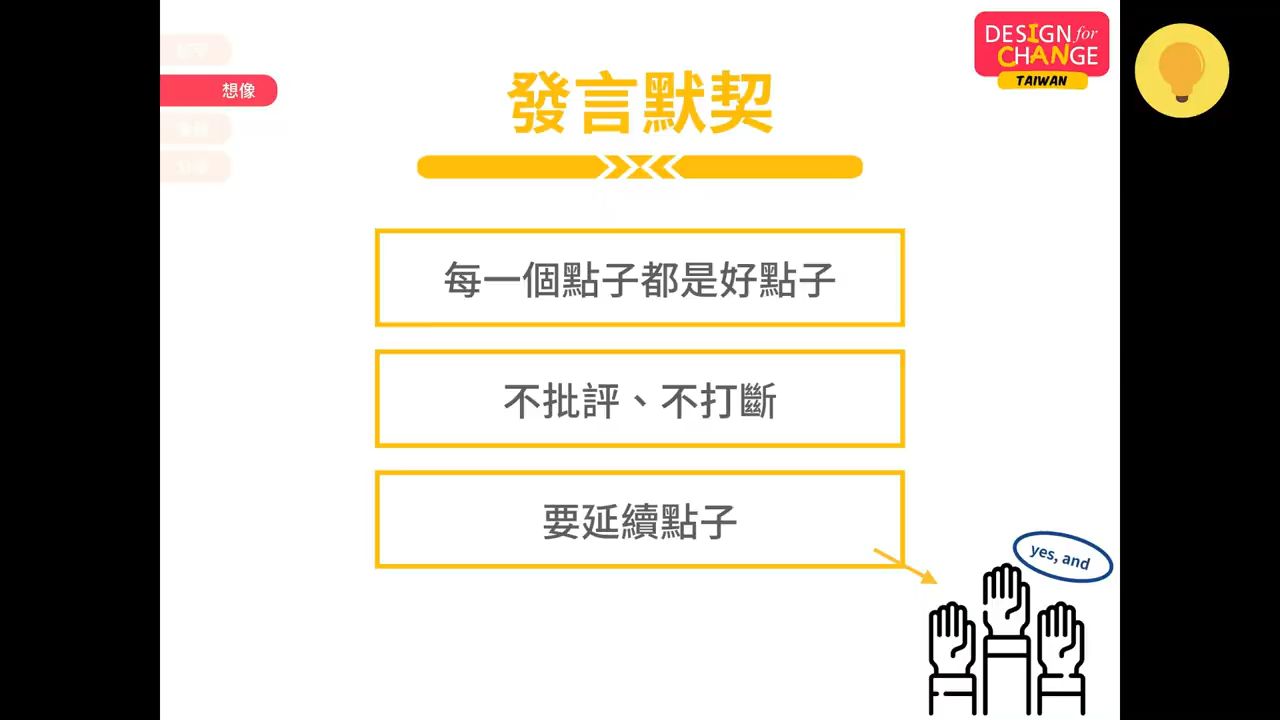 DESIGN for
CHANGE
TAIWAN
想像
發言默契
每一個點子都是好點子
不批評、不打斷
要延續點子
yes, and